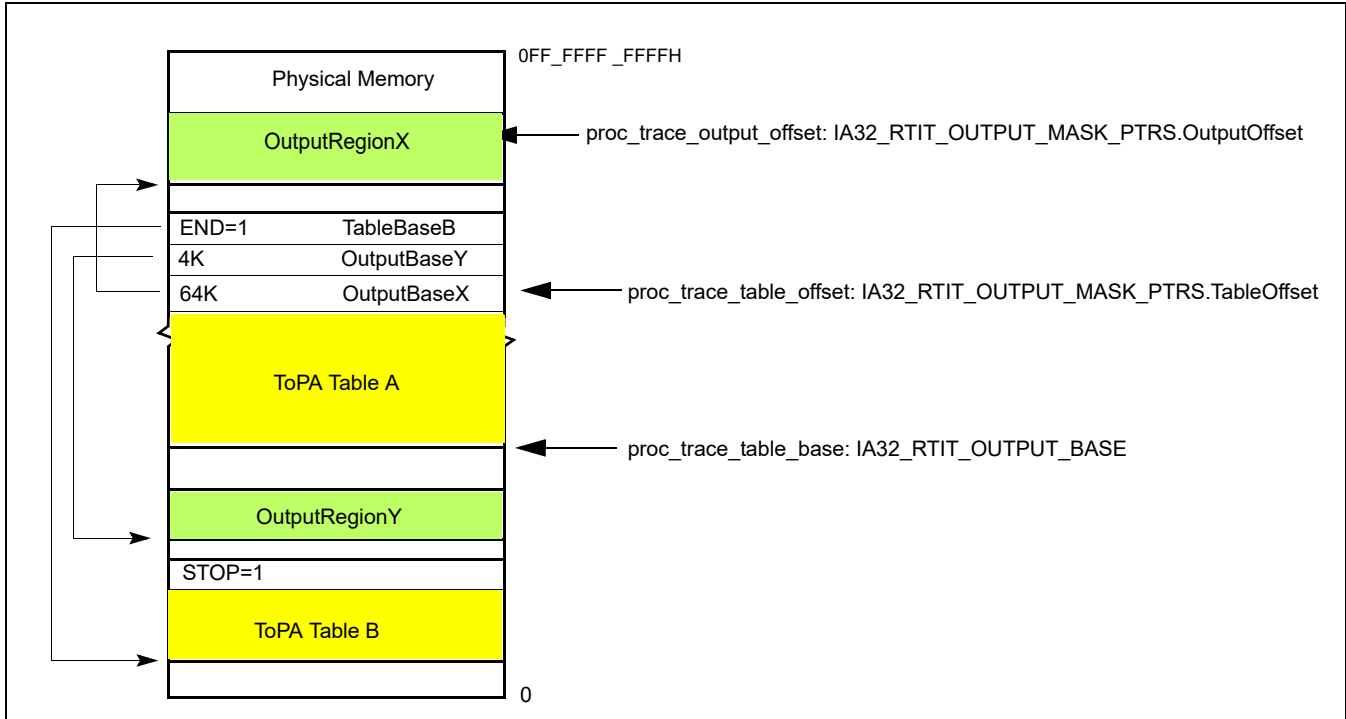 0FF_FFFF _FFFFH
Physical Memory
OutputRegionX
proc_trace_output_offset: IA32_RTIT_OUTPUT_MASK_PTRS.OutputOffset
END=1 TableBaseB
4K OutputBaseY
64K OutputBaseX
proc_trace_table_offset: IA32_RTIT_OUTPUT_MASK_PTRS.TableOffset
ToPA Table A
proc_trace_table_base: IA32_RTIT_OUTPUT_BASE
OutputRegionY
STOP=1
ToPA Table B
0